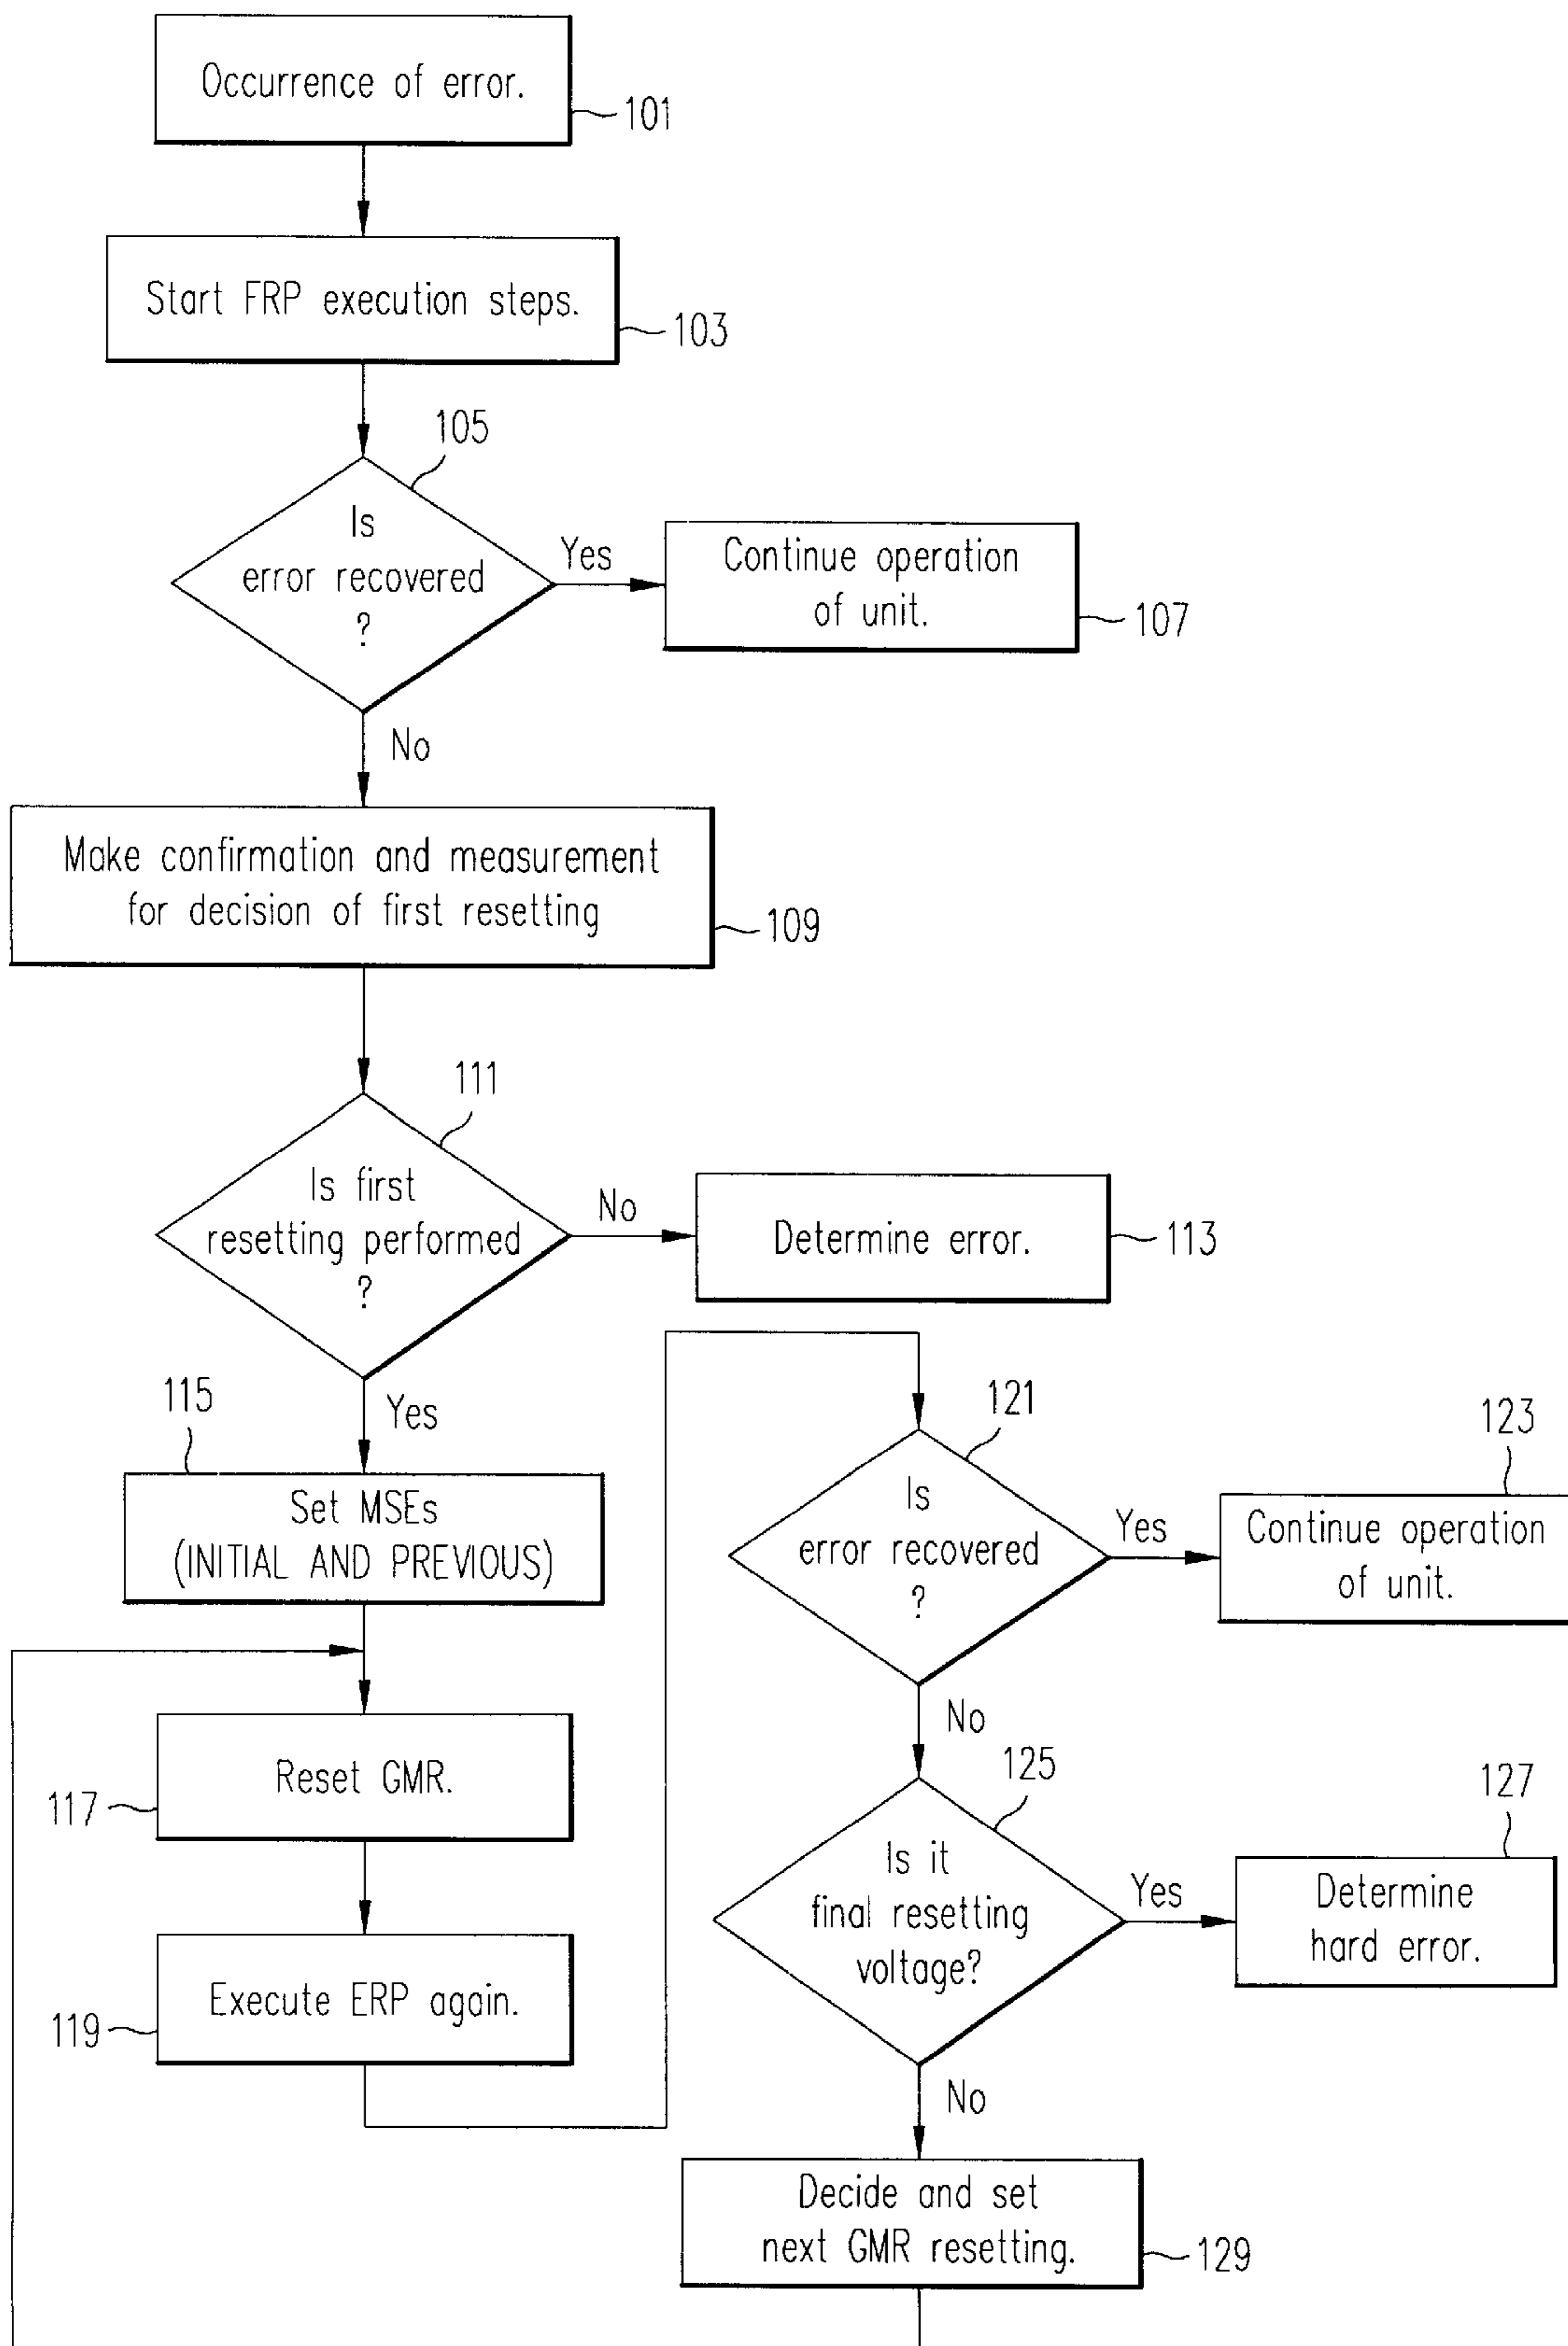 Occurrence of error.
101
Start FRP execution steps.
103
105
Is
error recovered
?
Yes
Continue operation
of unit.
107
No
Make confirmation and measurement
for decision of first resetting
109
111
Is first
resetting performed
?
No
Determine error.
113
Yes
115
Set MSEs
(INITIAL AND PREVIOUS)
Reset GMR.
117
Execute ERP again.
119
121
Is
error recovered
?
Yes
123
Continue operation
of unit.
No
125
Is it
final resetting
voltage?
Yes
127
Determine
hard error.
No
Decide and set
next GMR resetting.
129